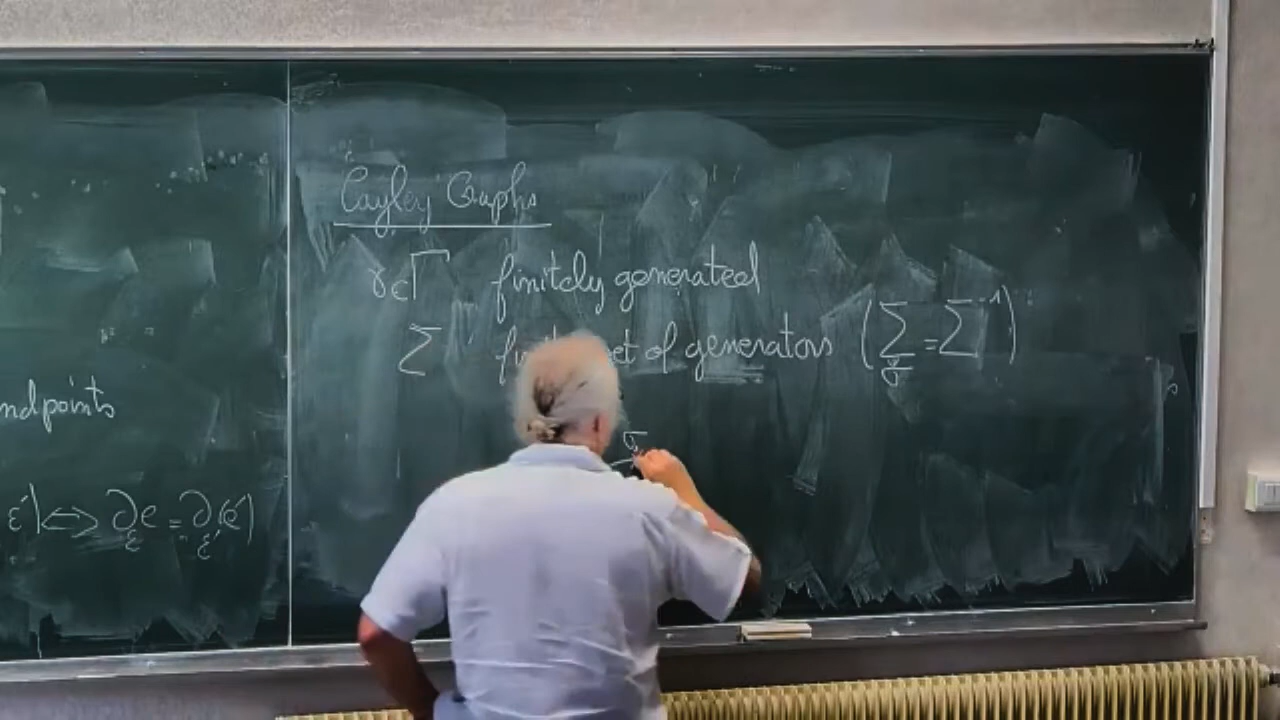 ndpoints
ε')⇔ ∂e = ∂(e')
ε ε'
Cayley Graphs
γ∈Γ finitely generated
Σ set of generators (Σ = Σ⁻¹)
σ
σ